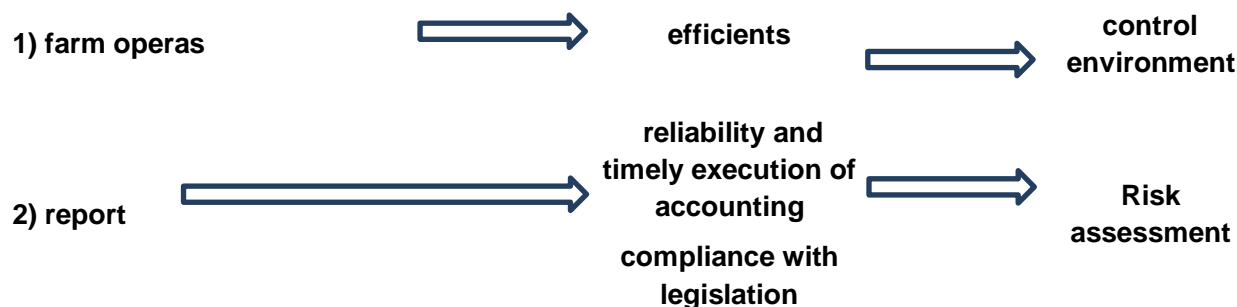 1) farm operas
efficients
control
environment
reliability and
timely execution of
accounting
2) report
Risk
assessment
compliance with
legislation